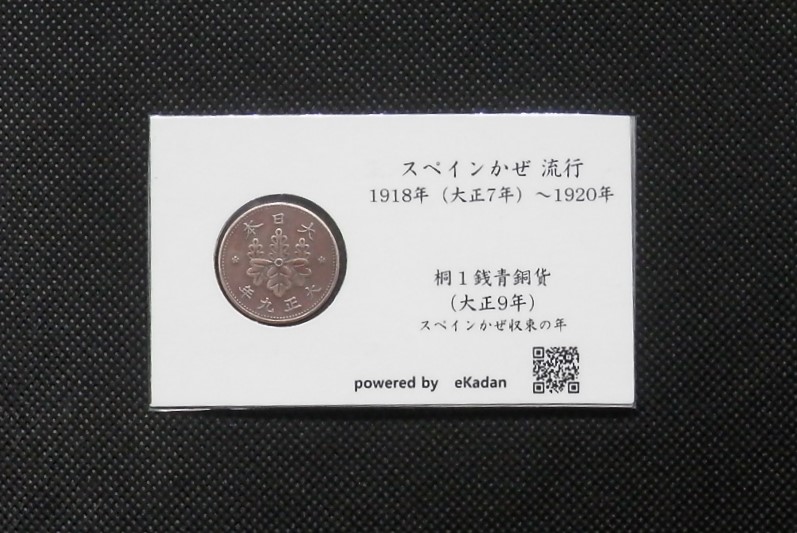 スペインかぜ 流行
1918年（大正7年）～1920年
本日大
年九正大
桐１銭青銅貨
（大正9年）
スペインかぜ収束の年
powered by eKadan